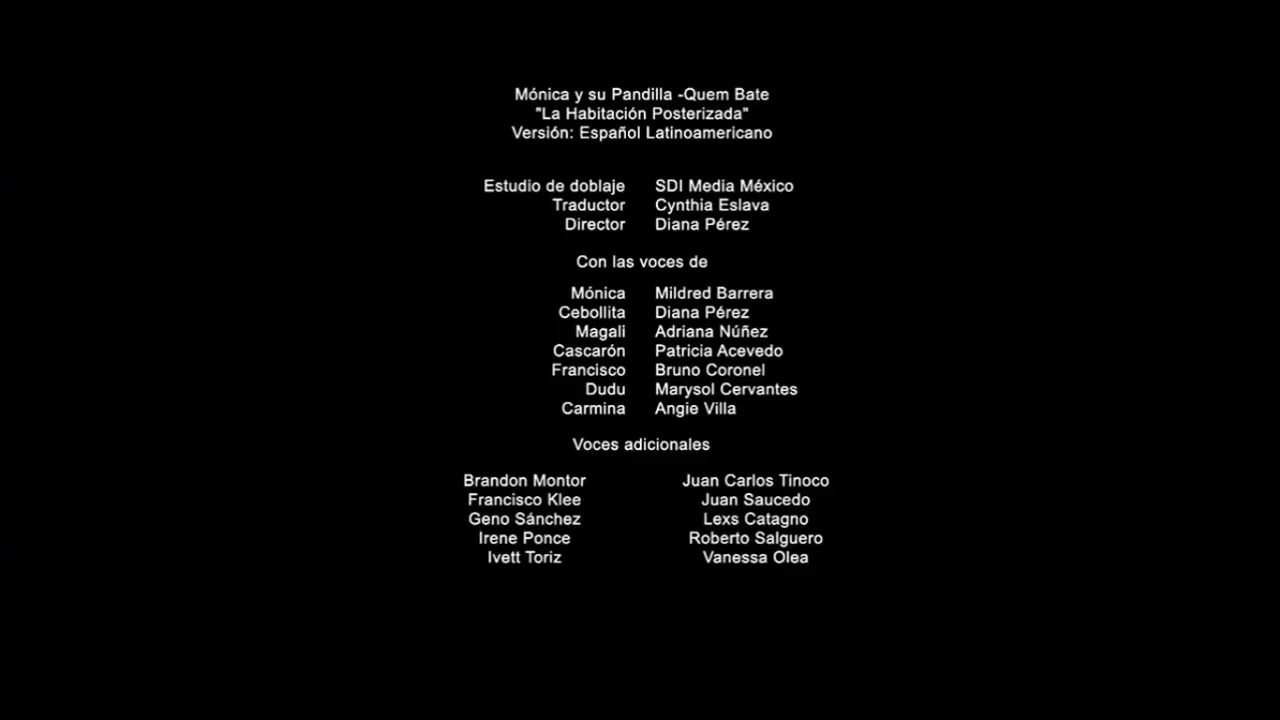 Mónica y su Pandilla -Quem Bate
"La Habitación Posterizada"
Versión: Español Latinoamericano
Estudio de doblaje SDI Media México
Traductor Cynthia Eslava
Director Diana Pérez
Con las voces de
Mónica Mildred Barrera
Cebollita Diana Pérez
Magali Adriana Núñez
Cascarón Patricia Acevedo
Francisco Bruno Coronel
Dudu Marysol Cervantes
Carmina Angie Villa
Voces adicionales
Brandon Montor Juan Carlos Tinoco
Francisco Klee Juan Saucedo
Geno Sánchez Lexs Catagno
Irene Ponce Roberto Salguero
Ivett Toriz Vanessa Olea